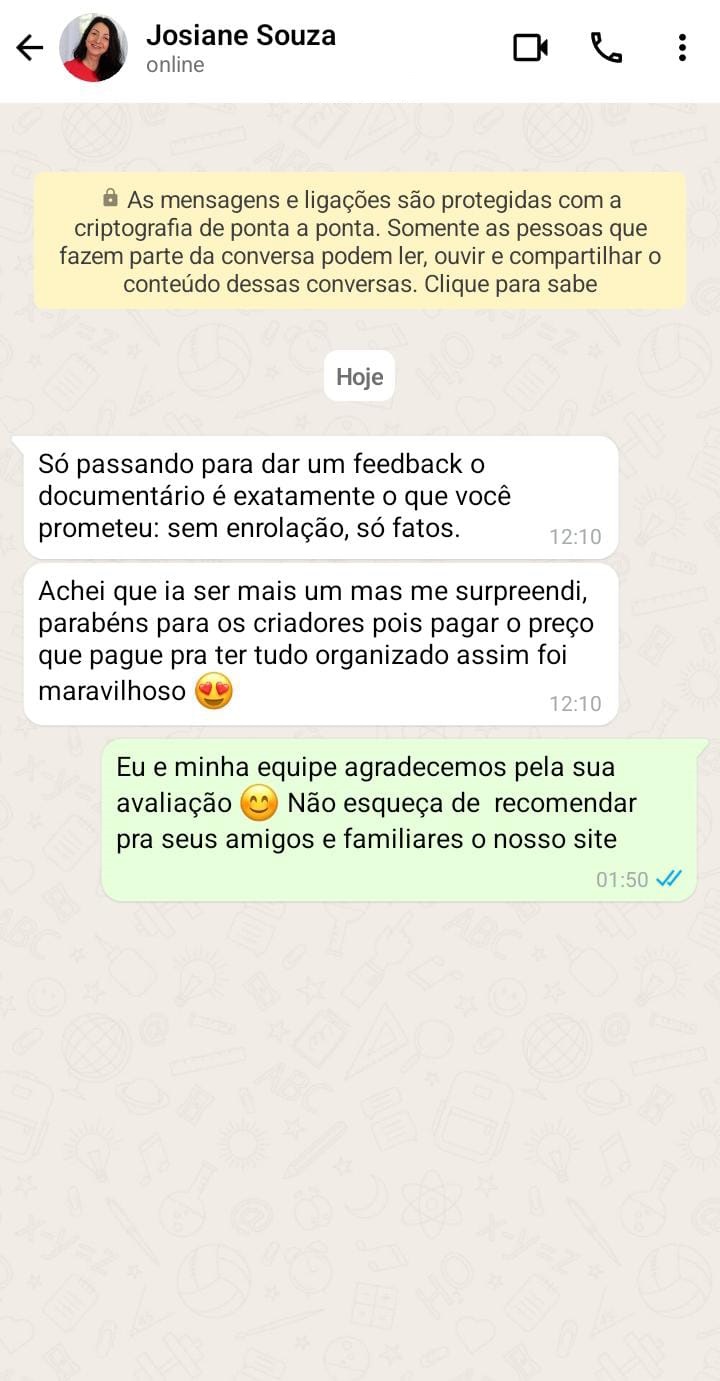 Josiane Souza
online
As mensagens e ligações são protegidas com a
criptografia de ponta a ponta. Somente as pessoas que
fazem parte da conversa podem ler, ouvir e compartilhar o
conteúdo dessas conversas. Clique para sabe
Hoje
Só passando para dar um feedback o
documentário é exatamente o que você
prometeu: sem enrolação, só fatos.
12:10
Achei que ia ser mais um mas me surpreendi,
parabéns para os criadores pois pagar o preço
que pague pra ter tudo organizado assim foi
maravilhoso 😍
12:10
Eu e minha equipe agradecemos pela sua
avaliação 😊 Não esqueça de  recomendar
pra seus amigos e familiares o nosso site
01:50